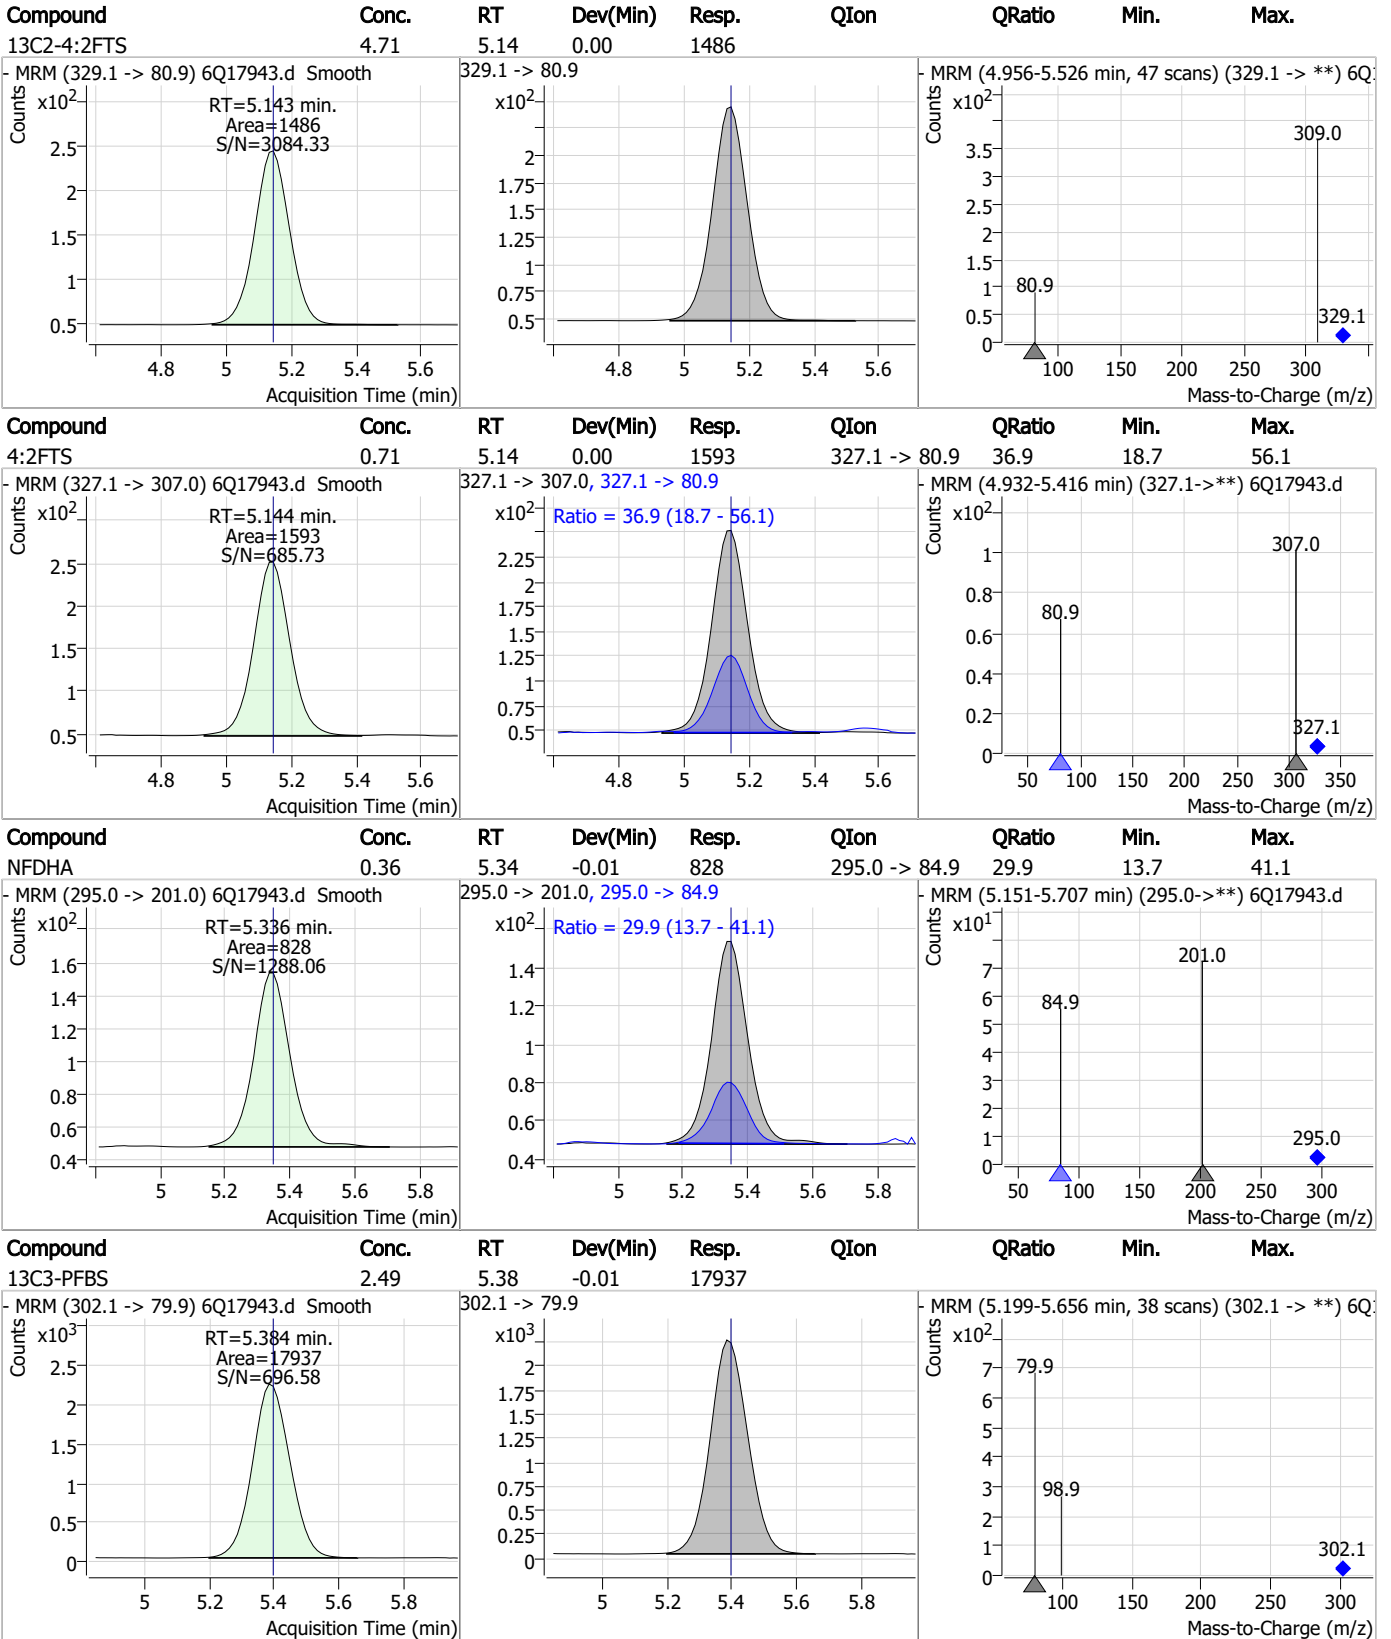 Compound Conc. RT Dev(Min) Resp. QIon QRatio Min. Max.
13C2-4:2FTS 4.71 5.14 0.00 1486
- MRM (329.1 -> 80.9) 6Q17943.d Smooth
Counts
x10²
RT=5.143 min.
Area=1486
S/N=3084.33
2.5
2
1.5
1
0.5
4.8 5 5.2 5.4 5.6
Acquisition Time (min)
329.1 -> 80.9
x10²
2
1.75
1.5
1.25
1
0.75
0.5
4.8 5 5.2 5.4 5.6
- MRM (4.956-5.526 min, 47 scans) (329.1 -> **) 6Q1
Counts
x10²
309.0
3.5
3
2.5
2
1.5
1
0.5
0
80.9
329.1
100 150 200 250 300
Mass-to-Charge (m/z)
Compound Conc. RT Dev(Min) Resp. QIon QRatio Min. Max.
4:2FTS 0.71 5.14 0.00 1593 327.1 -> 80.9 36.9 18.7 56.1
- MRM (327.1 -> 307.0) 6Q17943.d Smooth
Counts
x10²
RT=5.144 min.
Area=1593
S/N=685.73
2.5
2
1.5
1
0.5
4.8 5 5.2 5.4 5.6
Acquisition Time (min)
327.1 -> 307.0, 327.1 -> 80.9
x10²
Ratio = 36.9 (18.7 - 56.1)
2.25
2
1.75
1.5
1.25
1
0.75
0.5
4.8 5 5.2 5.4 5.6
- MRM (4.932-5.416 min) (327.1->**) 6Q17943.d
Counts
x10²
307.0
1
0.8
0.6
0.4
0.2
0
80.9
327.1
50 100 150 200 250 300 350
Mass-to-Charge (m/z)
Compound Conc. RT Dev(Min) Resp. QIon QRatio Min. Max.
NFDHA 0.36 5.34 -0.01 828 295.0 -> 84.9 29.9 13.7 41.1
- MRM (295.0 -> 201.0) 6Q17943.d Smooth
Counts
x10²
RT=5.336 min.
Area=828
S/N=1288.06
1.6
1.4
1.2
1
0.8
0.6
0.4
5 5.2 5.4 5.6 5.8
Acquisition Time (min)
295.0 -> 201.0, 295.0 -> 84.9
x10²
Ratio = 29.9 (13.7 - 41.1)
1.4
1.2
1
0.8
0.6
0.4
5 5.2 5.4 5.6 5.8
- MRM (5.151-5.707 min) (295.0->**) 6Q17943.d
Counts
x10¹
201.0
7
6
5
4
3
2
1
0
84.9
295.0
50 100 150 200 250 300
Mass-to-Charge (m/z)
Compound Conc. RT Dev(Min) Resp. QIon QRatio Min. Max.
13C3-PFBS 2.49 5.38 -0.01 17937
- MRM (302.1 -> 79.9) 6Q17943.d Smooth
Counts
x10³
RT=5.384 min.
Area=17937
S/N=696.58
2.5
2
1.5
1
0.5
0
5 5.2 5.4 5.6 5.8
Acquisition Time (min)
302.1 -> 79.9
x10³
2
1.75
1.5
1.25
1
0.75
0.5
0.25
0
5 5.2 5.4 5.6 5.8
- MRM (5.199-5.656 min, 38 scans) (302.1 -> **) 6Q1
Counts
x10²
79.9
7
6
5
4
3
2
1
0
98.9
302.1
100 150 200 250 300
Mass-to-Charge (m/z)